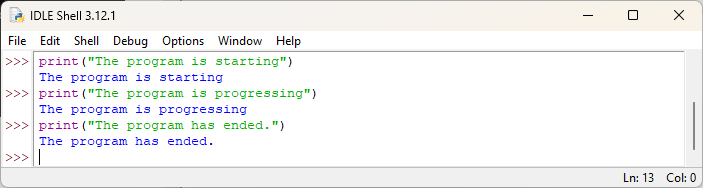 IDLE Shell 3.12.1
File Edit Shell Debug Options Window Help
>>> print("The program is starting")
The program is starting
>>> print("The program is progressing")
The program is progressing
>>> print("The program has ended.")
The program has ended.
>>>
Ln: 13 Col: 0